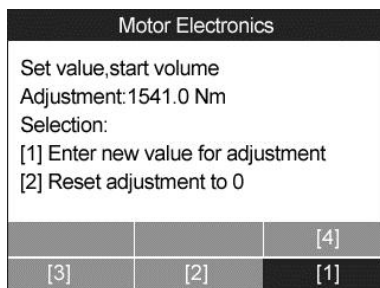 Motor Electronics
Set value,start volume
Adjustment:1541.0 Nm
Selection:
[1] Enter new value for adjustment
[2] Reset adjustment to 0
[4]
[3] [2] [1]